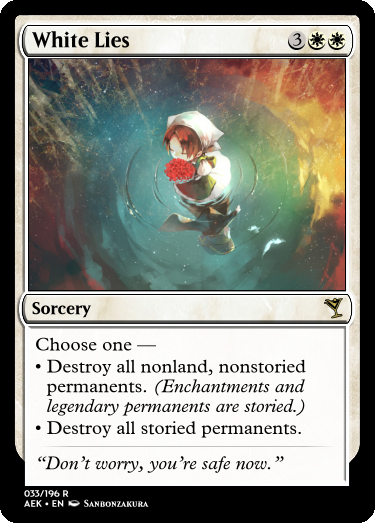 White Lies 3
Sorcery
Choose one —
• Destroy all nonland, nonstoried
permanents. (Enchantments and
legendary permanents are storied.)
• Destroy all storied permanents.
“Don't worry, you're safe now.”
033/196 R
AEK • EN SANBONZAKURA